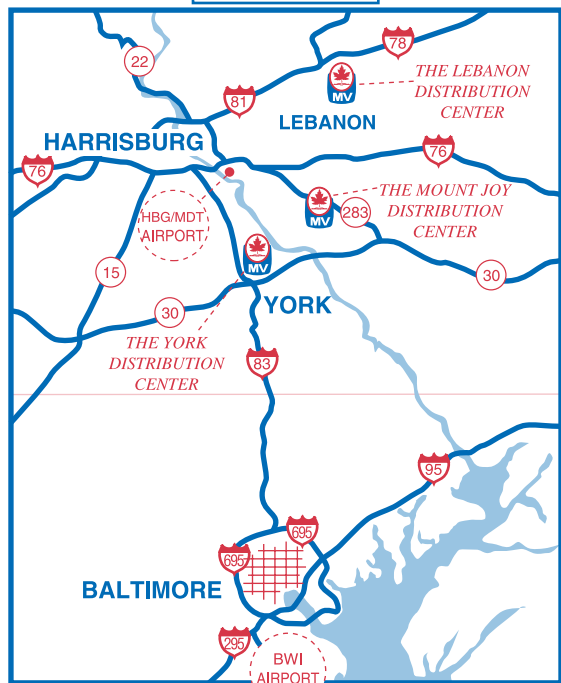 78
22
THE LEBANON
DISTRIBUTION
CENTER
MV
81
LEBANON
HARRISBURG
76
76
THE MOUNT JOY
DISTRIBUTION
CENTER
MV
283
HBG/MDT
AIRPORT
MV
15
30
30
YORK
THE YORK
DISTRIBUTION
CENTER
83
95
695
695
BALTIMORE
295
BWI
AIRPORT